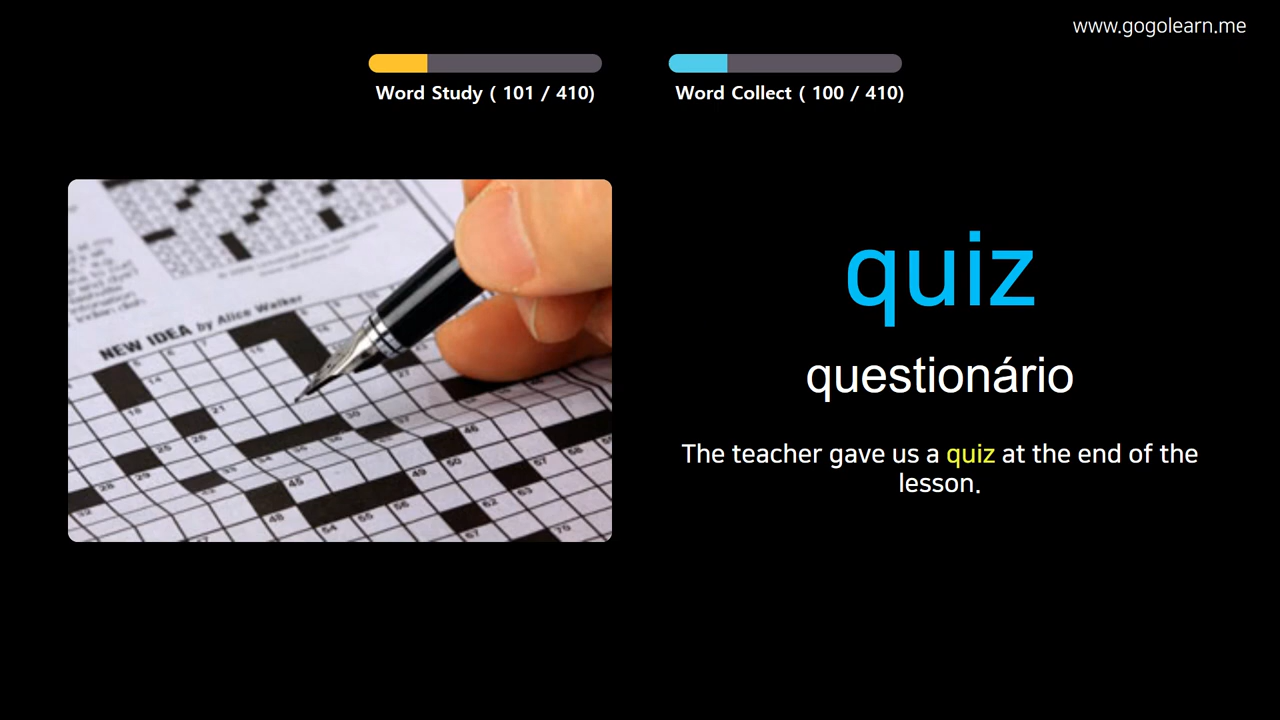 www.gogolearn.me
Word Study ( 101 / 410)
Word Collect ( 100 / 410)
NEW IDEA by Alice Walker
quiz
questionário
The teacher gave us a quiz at the end of the
lesson.